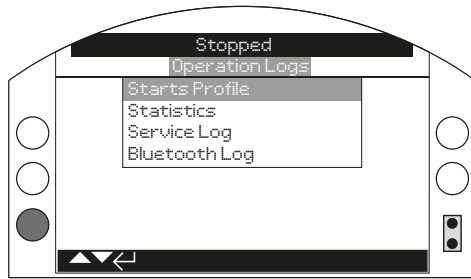 Stopped
Operation Logs
Starts Profile
Statistics
Service Log
Bluetooth Log